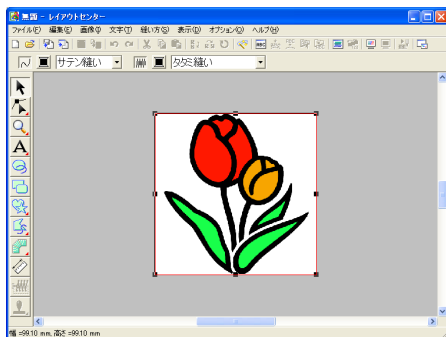 無題 - レイアウトセンター
ファイル(F) 編集(E) 画像(I) 文字(T) 縫い方(S) 表示(D) オプション(O) ヘルプ(H)
サテン縫い タタミ縫い
A
幅 =99.10 mm, 高さ =99.10 mm